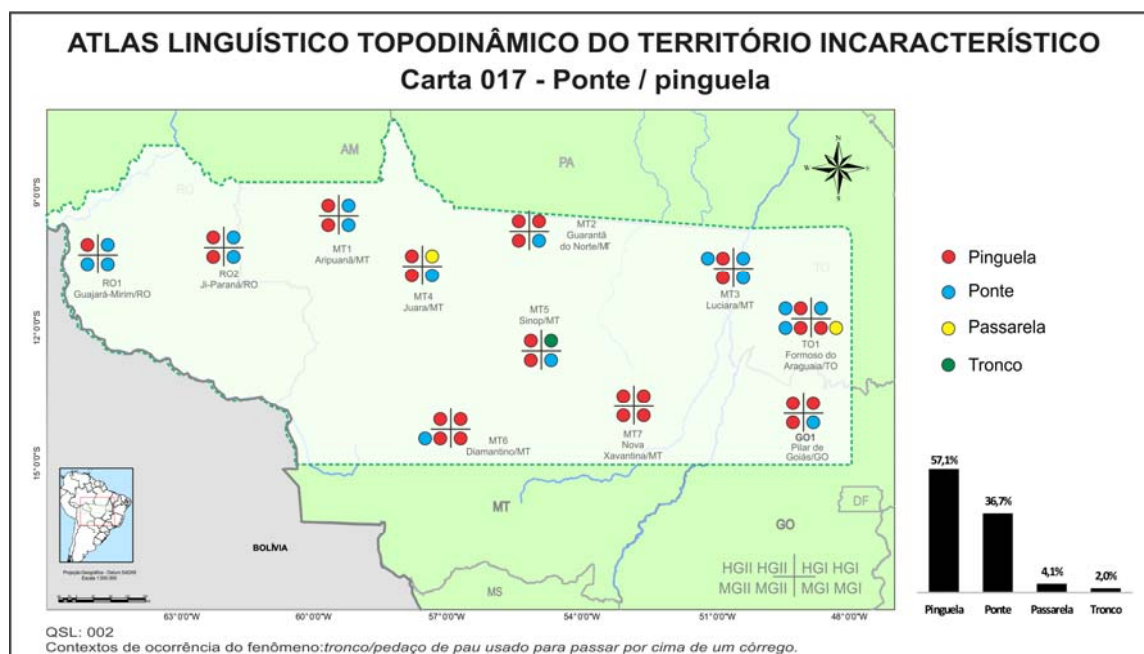 ATLAS LINGUÍSTICO TOPODINÂMICO DO TERRITÓRIO INCARACTERÍSTICO
Carta 017 - Ponte / pinguela
AM
PA
RO
TO
N
W
E
S
9°0'0"S
12°0'0"S
15°0'0"S
RO1
Guajará-Mirim/RO
RO2
Ji-Paraná/RO
MT1
Aripuanã/MT
MT4
Juara/MT
MT2
Guarantã
do Norte/MT
MT5
Sinop/MT
MT3
Luciara/MT
TO1
Formoso do
Araguaia/TO
MT6
Diamantino/MT
MT7
Nova
Xavantina/MT
GO1
Pilar de
Goiás/GO
MT
GO
DF
MS
BOLÍVIA
HGII HGII HGI HGI
MGII MGII MGI MGI
63°0'0"W
60°0'0"W
57°0'0"W
54°0'0"W
51°0'0"W
48°0'0"W
Pinguela
Ponte
Passarela
Tronco
57,1%
36,7%
4,1%
2,0%
Pinguela
Ponte
Passarela
Tronco
QSL: 002
Contextos de ocorrência do fenômeno:tronco/pedaço de pau usado para passar por cima de um córrego.